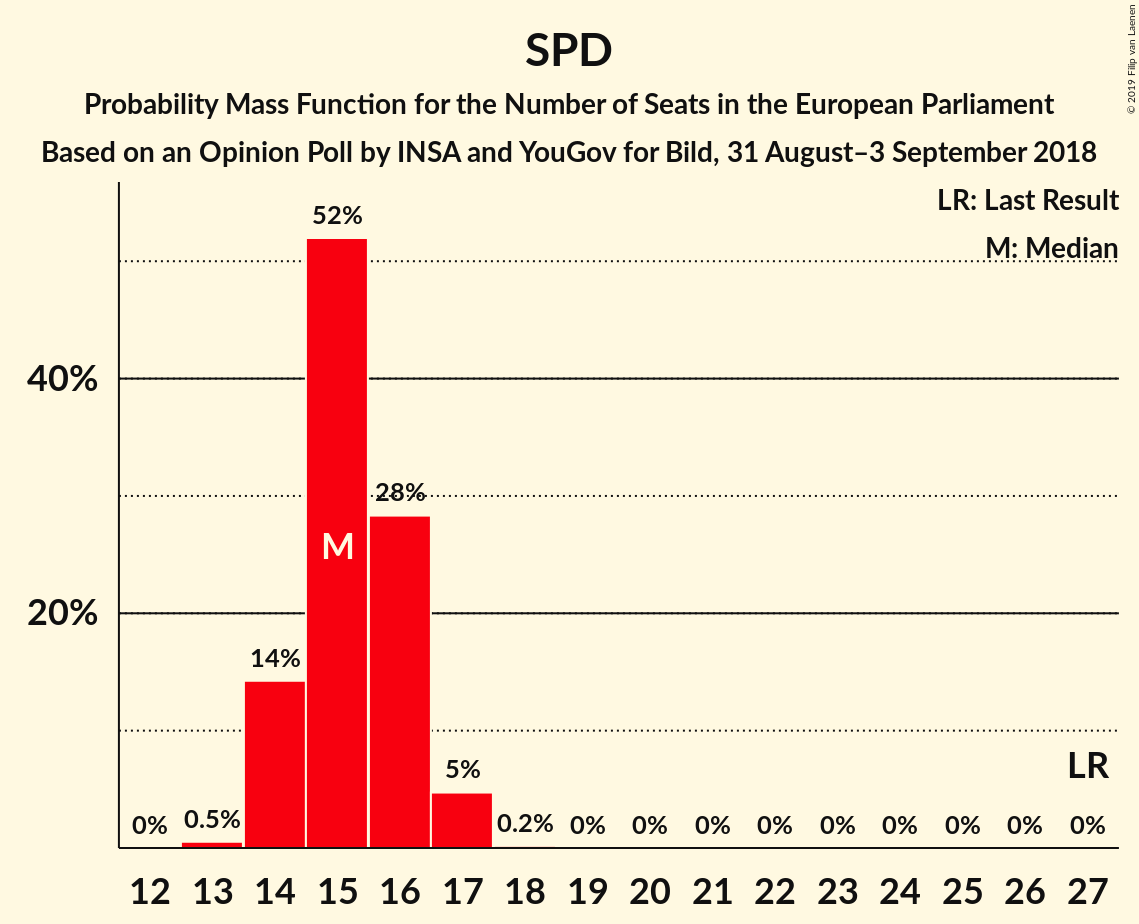 SPD
Probability Mass Function for the Number of Seats in the European Parliament
Based on an Opinion Poll by INSA and YouGov for Bild, 31 August–3 September 2018
© 2019 Filip van Laenen
LR: Last Result
M: Median
40%
20%
0%
0.5%
14%
52%
M
28%
5%
0.2%
0%
0%
0%
0%
0%
0%
0%
0%
0%
LR
12 13 14 15 16 17 18 19 20 21 22 23 24 25 26 27